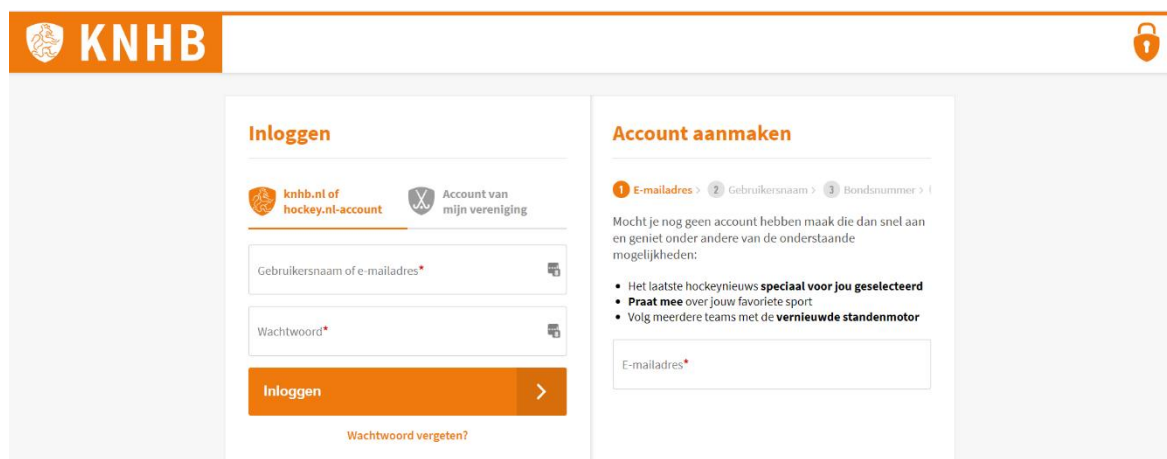 KNHB
Inloggen
knhb.nl of
hockey.nl-account
Account van
mijn vereniging
Gebruikersnaam of e-mailadres*
Wachtwoord*
Inloggen
Wachtwoord vergeten?
Account aanmaken
1 E-mailadres > 2 Gebruikersnaam > 3 Bondsnummer >
Mocht je nog geen account hebben maak die dan snel aan
en geniet onder andere van de onderstaande
mogelijkheden:
• Het laatste hockeynieuws speciaal voor jou geselecteerd
• Praat mee over jouw favoriete sport
• Volg meerdere teams met de vernieuwde standenmotor
E-mailadres*